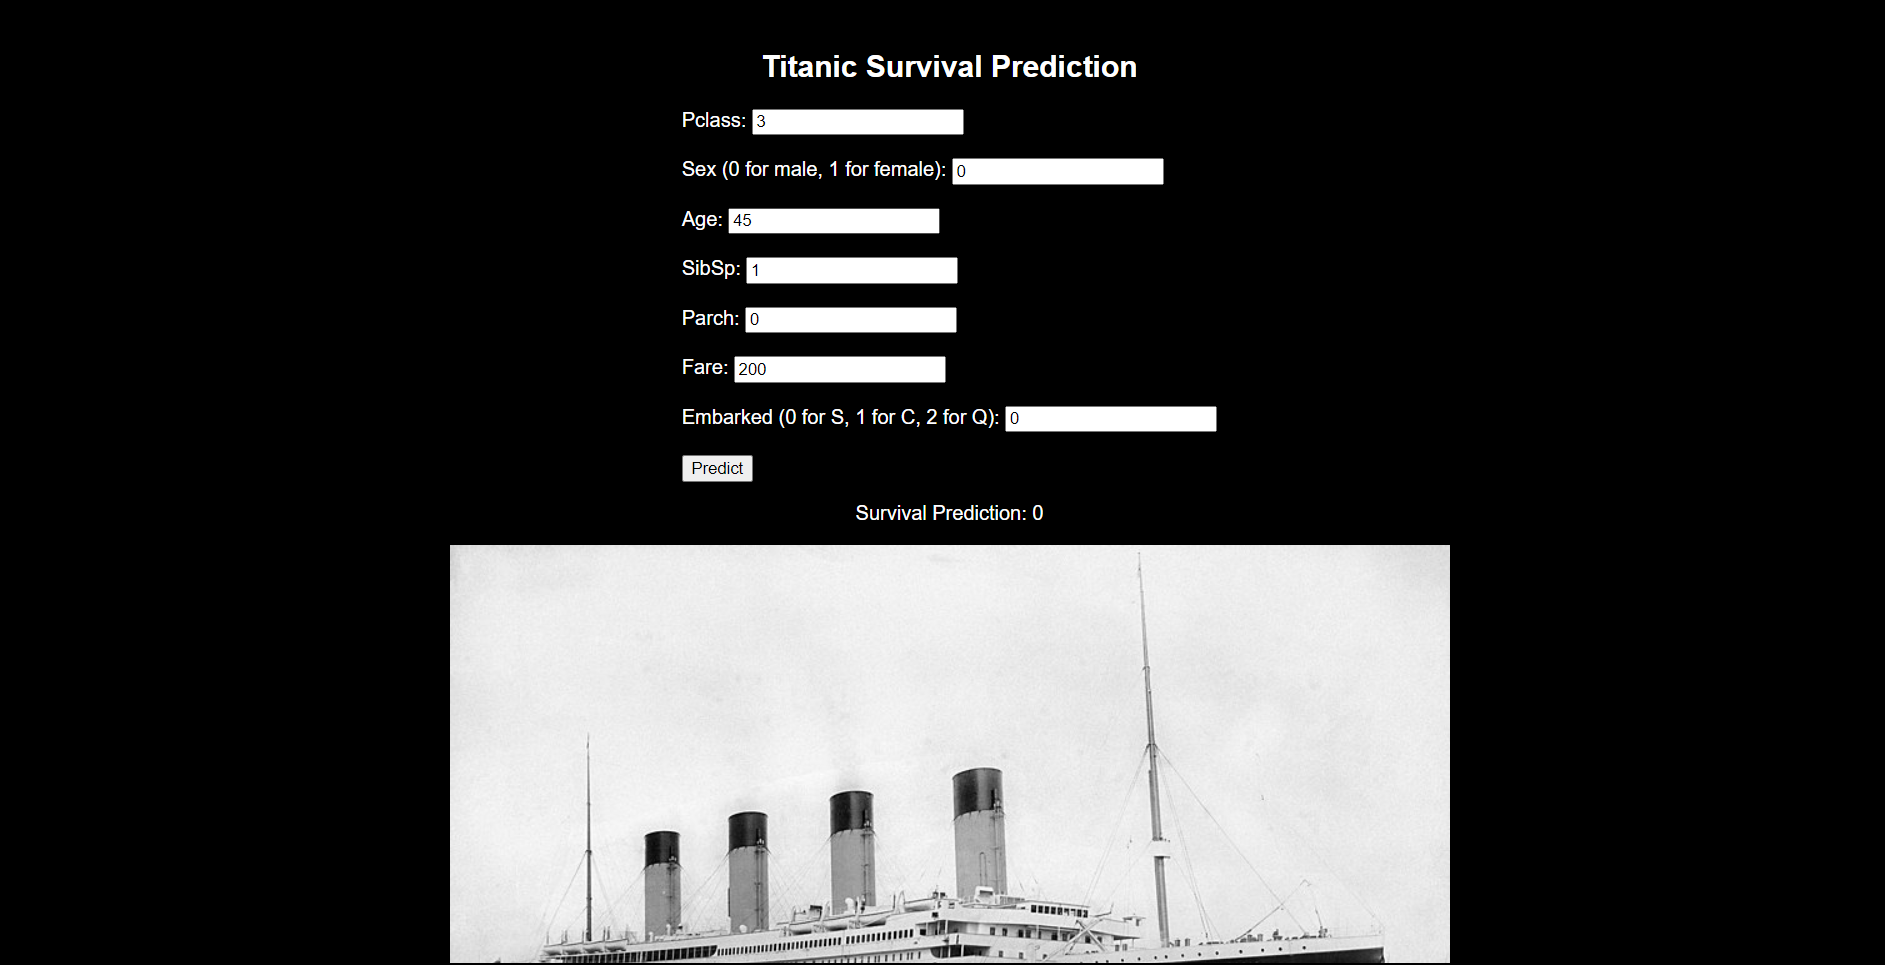 Titanic Survival Prediction
Pclass: 3
Sex (0 for male, 1 for female): 0
Age: 45
SibSp: 1
Parch: 0
Fare: 200
Embarked (0 for S, 1 for C, 2 for Q): 0
Predict
Survival Prediction: 0